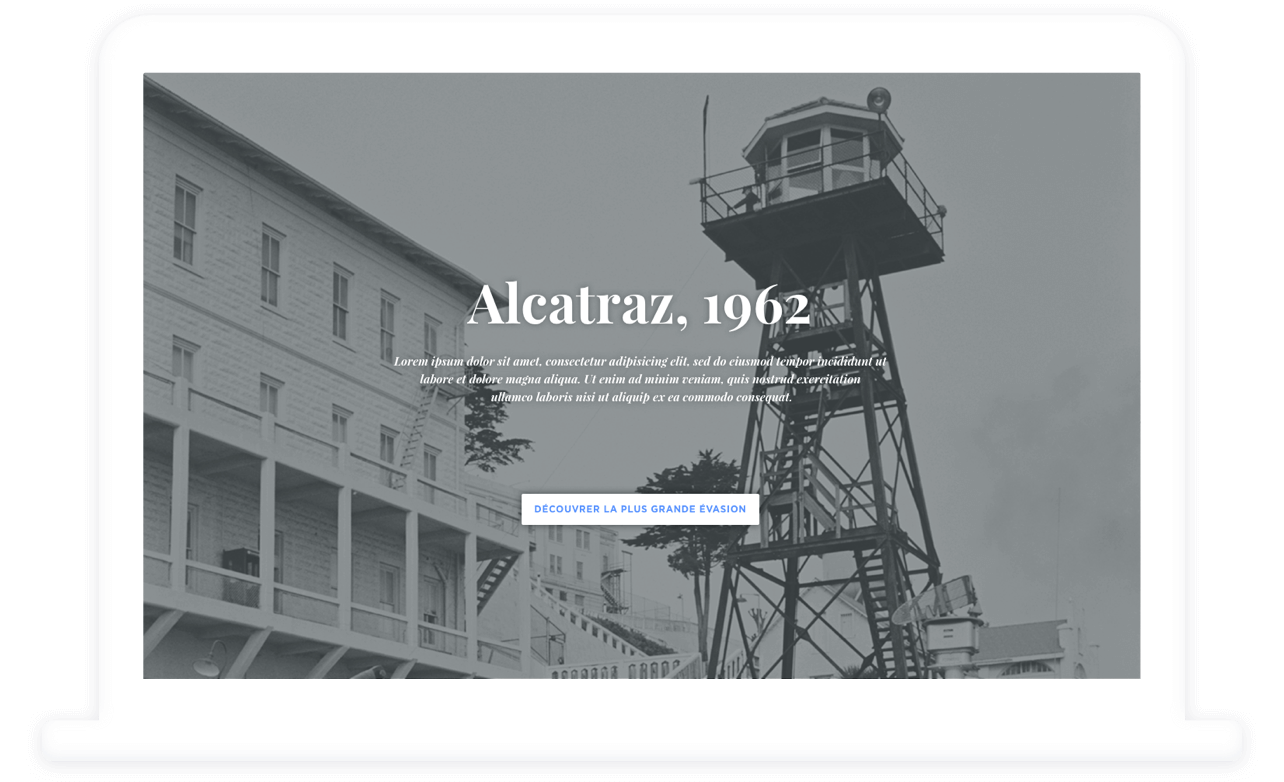 Alcatraz, 1962
Lorem ipsum dolor sit amet, consectetur adipisicing elit, sed do eiusmod tempor incididunt ut
labore et dolore magna aliqua. Ut enim ad minim veniam, quis nostrud exercitation
ullamco laboris nisi ut aliquip ex ea commodo consequat.
DÉCOUVRER LA PLUS GRANDE ÉVASION